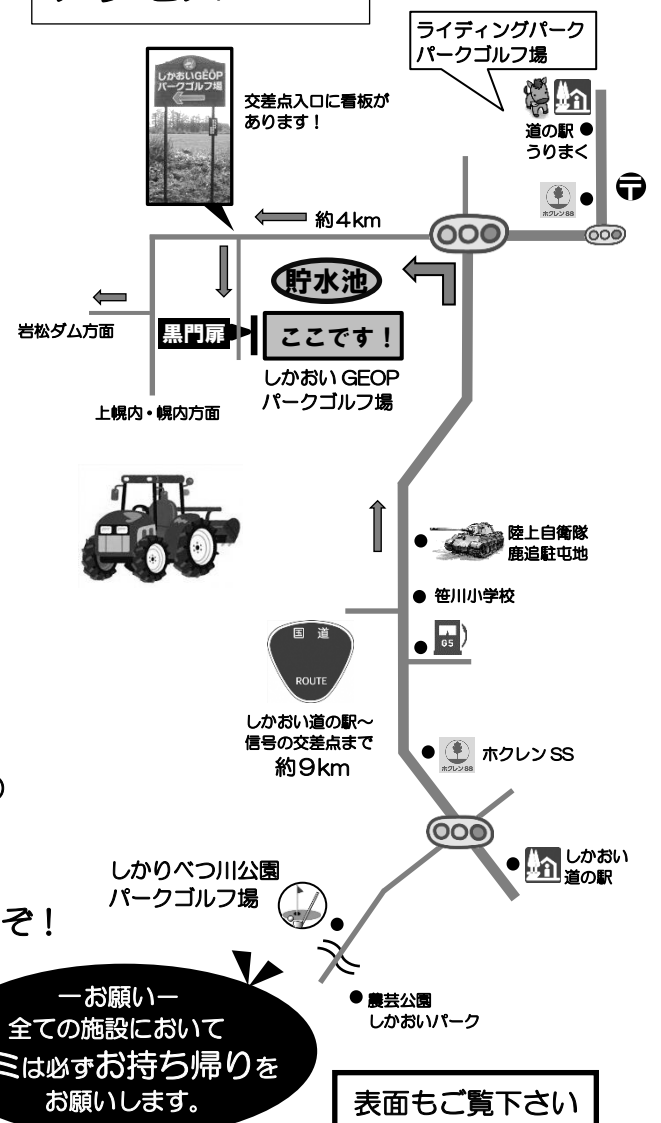 ライディングパーク
パークゴルフ場
しかおいGEOP
パークゴルフ場
交差点入口に看板が
あります！
道の駅
うりまく
ホクレンSS
約4km
貯水池
岩松ダム方面
黒門扉
ここです！
しかおい GEOP
パークゴルフ場
上幌内・幌内方面
陸上自衛隊
鹿追駐屯地
笹川小学校
GS
国道
ROUTE
しかおい道の駅～
信号の交差点まで
約9km
ホクレン SS
ホクレンSS
しかおい
道の駅
しかりべつ川公園
パークゴルフ場
ぞ！
農芸公園
しかおいパーク
ーお願いー
全ての施設において
ミは必ずお持ち帰りを
お願いします。
表面もご覧下さい